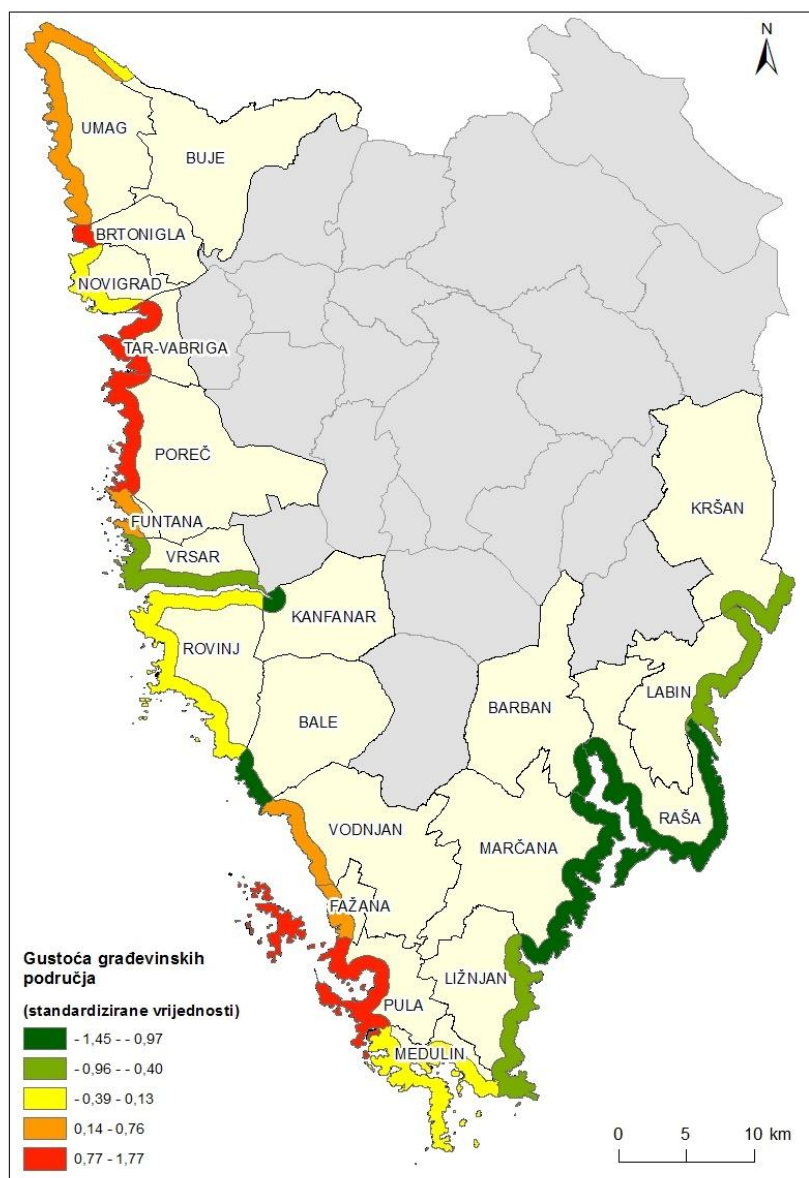 N
UMAG
BUJE
BRTONIGLA
NOVIGRAD
TAR-VABRIGA
POREČ
KRŠAN
FUNTANA
VRSAR
KANFANAR
ROVINJ
LABIN
BALE
BARBAN
RAŠA
VODNJAN
MARČANA
FAŽANA
LIŽNJAN
PULA
MEDULIN
Gustoća građevinskih
područja
(standardizirane vrijednosti)
- 1,45 - - 0,97
- 0,96 - - 0,40
- 0,39 - 0,13
0,14 - 0,76
0,77 - 1,77
0 5 10 km